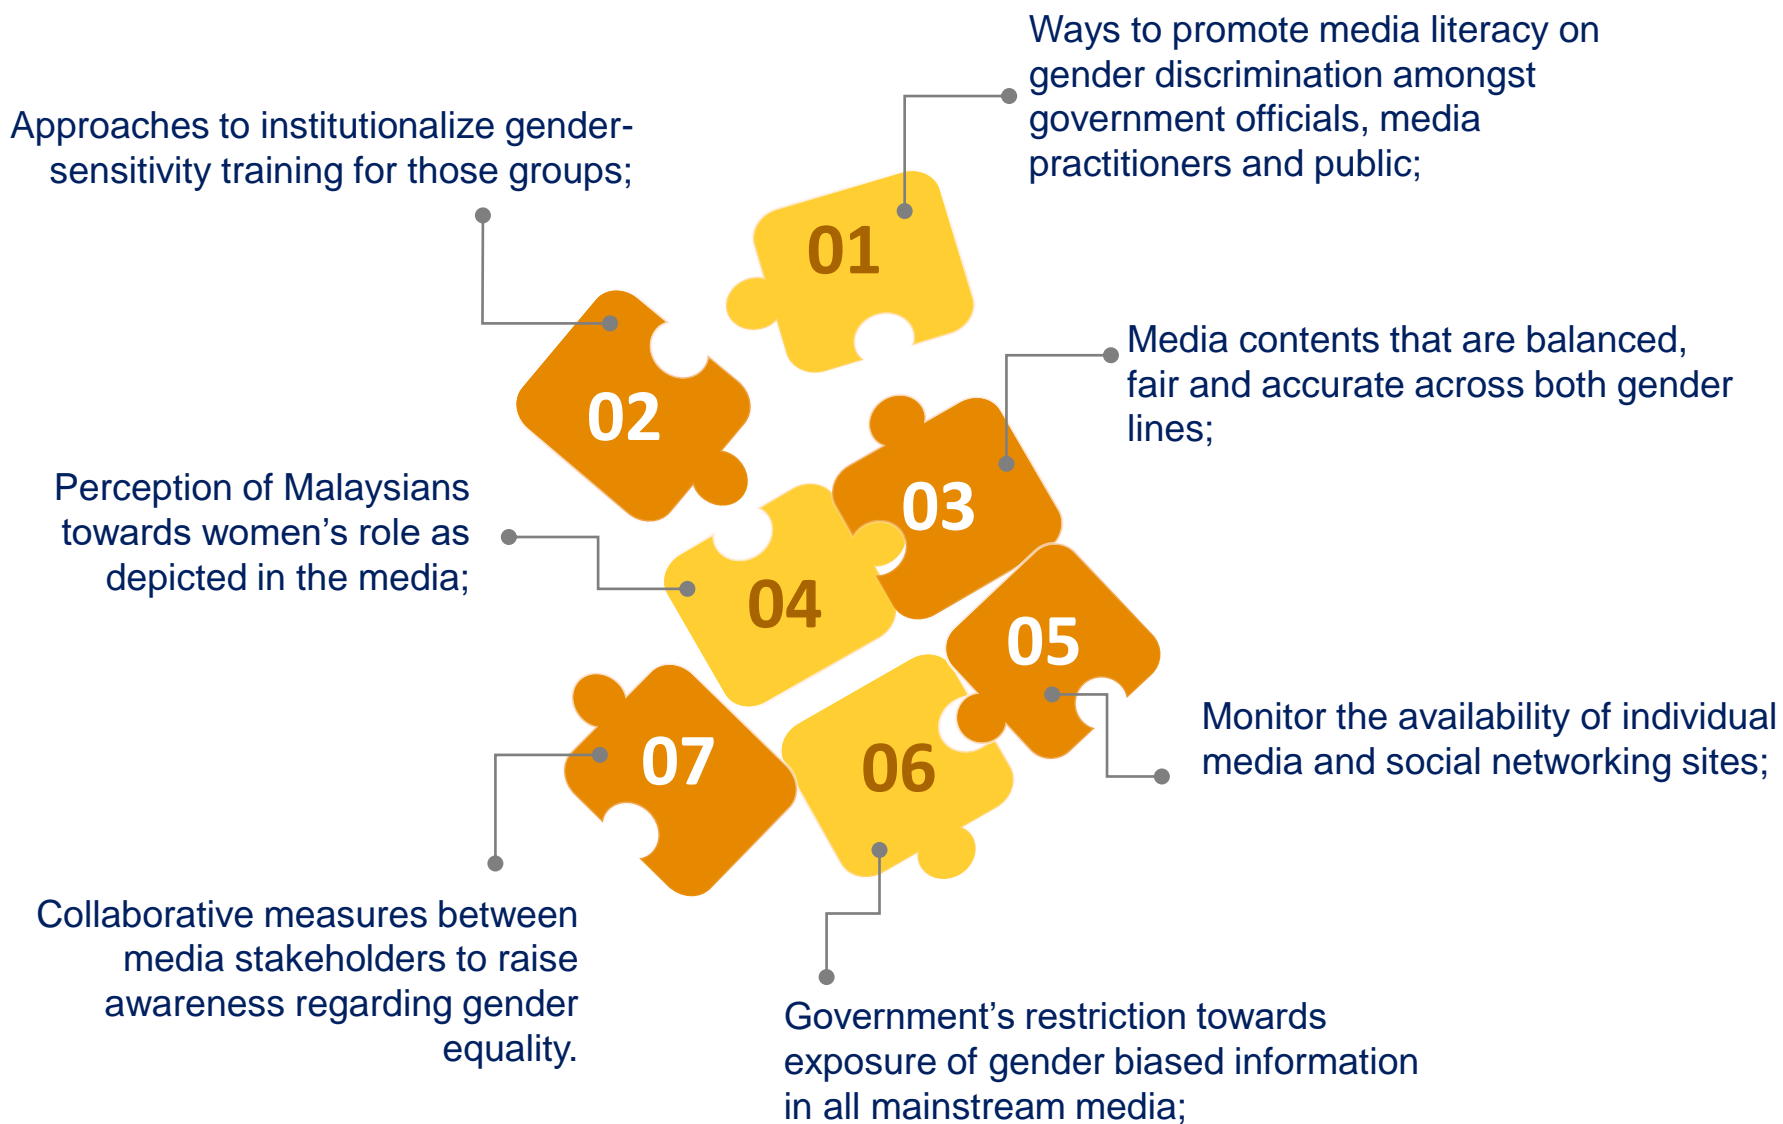 01
Ways to promote media literacy on
gender discrimination amongst
government officials, media
practitioners and public;
02
Approaches to institutionalize gender-
sensitivity training for those groups;
03
Media contents that are balanced,
fair and accurate across both gender
lines;
04
Perception of Malaysians
towards women’s role as
depicted in the media;
05
Monitor the availability of individual
media and social networking sites;
06
Government’s restriction towards
exposure of gender biased information
in all mainstream media;
07
Collaborative measures between
media stakeholders to raise
awareness regarding gender
equality.